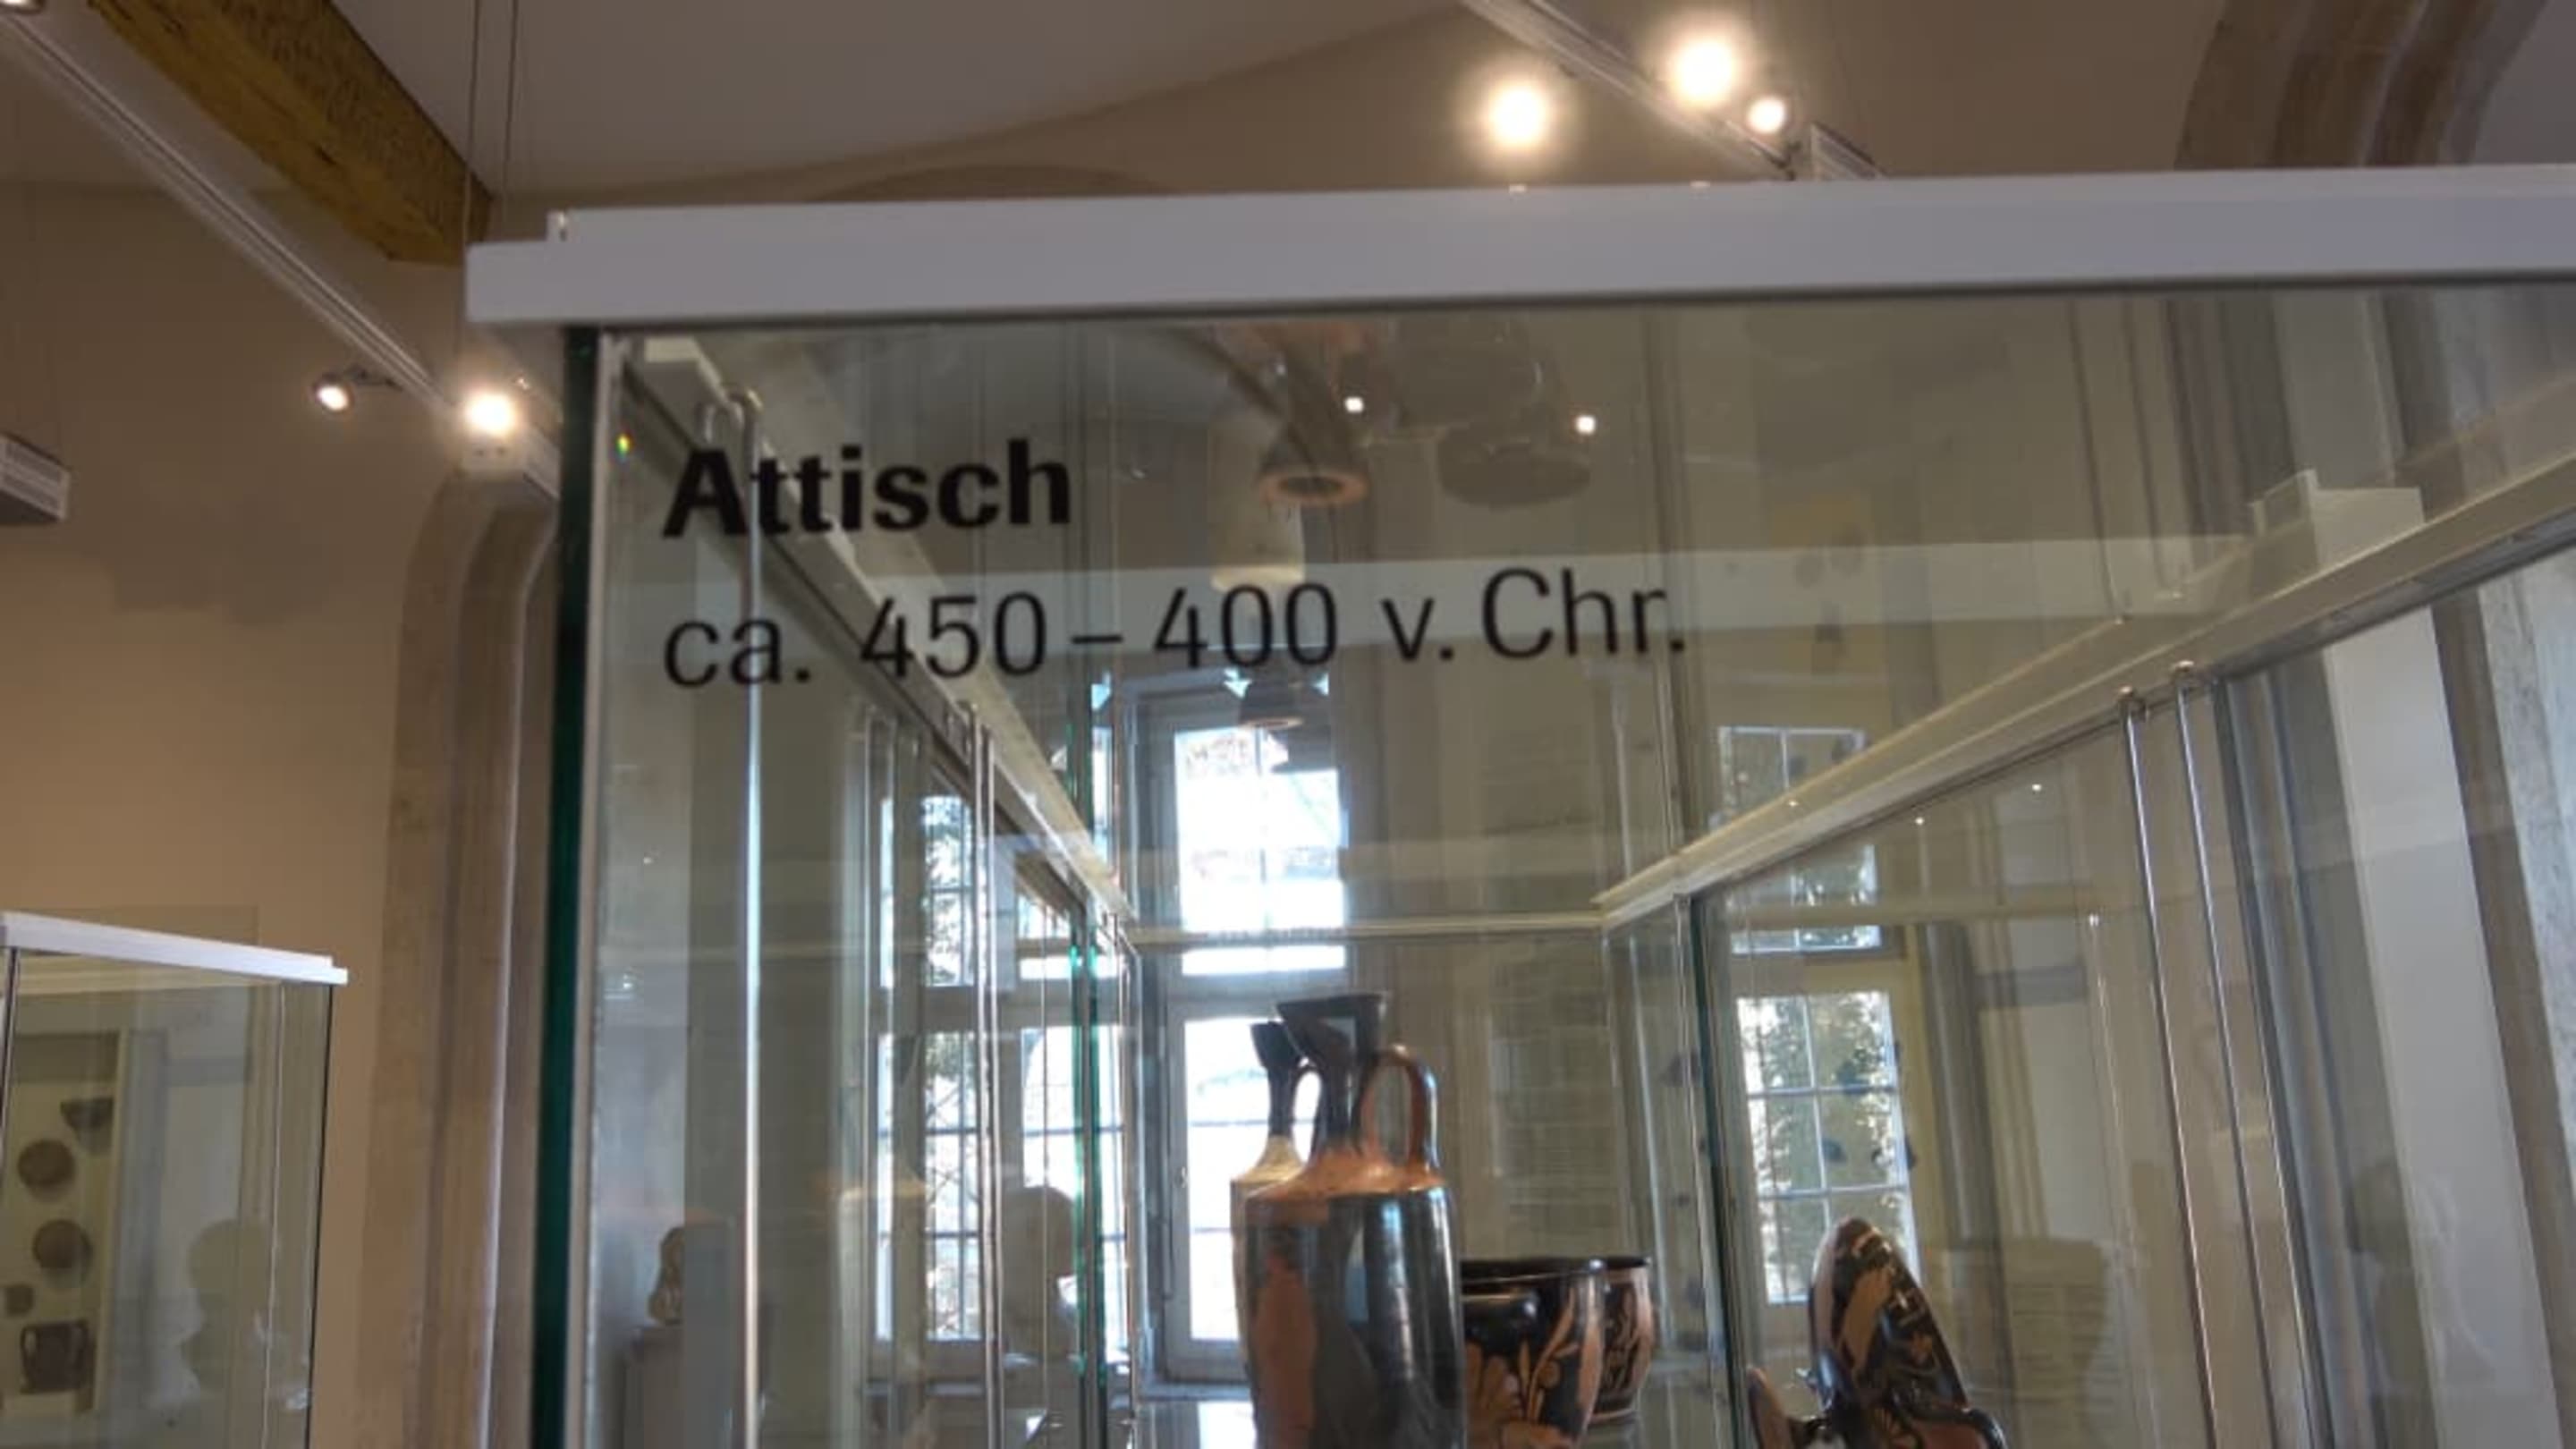 Attisch
ca. 450 – 400 v. Chr.